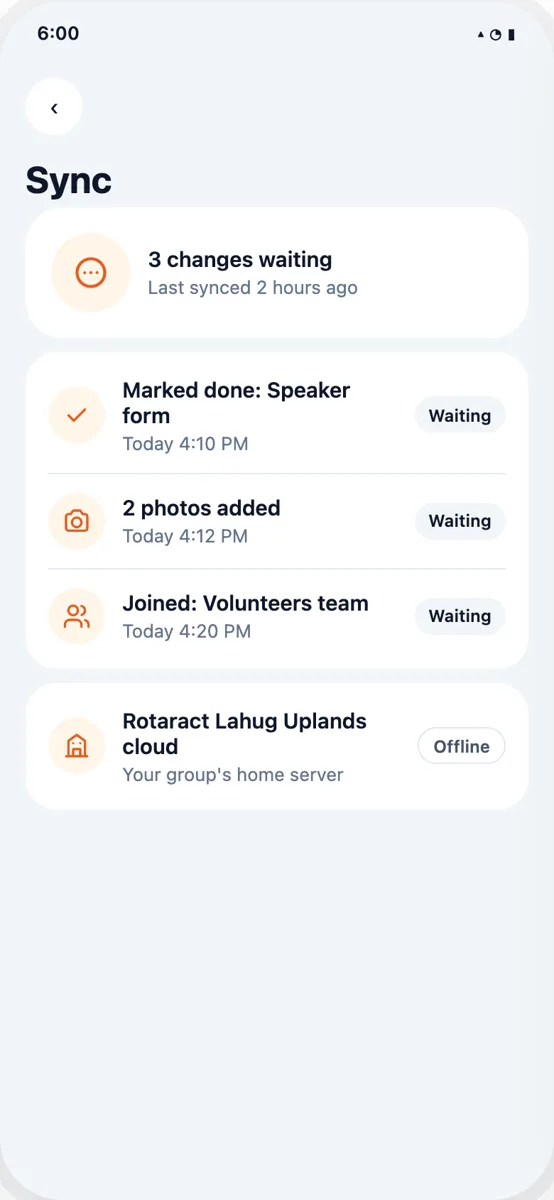 6:00
‹
Sync
3 changes waiting
Last synced 2 hours ago
Marked done: Speaker
form
Today 4:10 PM
Waiting
2 photos added
Today 4:12 PM
Waiting
Joined: Volunteers team
Today 4:20 PM
Waiting
Rotaract Lahug Uplands
cloud
Your group's home server
Offline